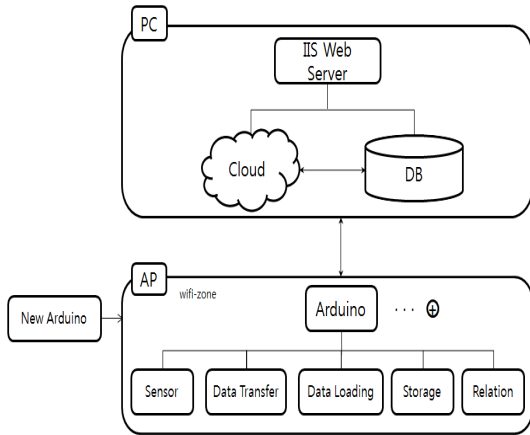 PC
IIS Web
Server
Cloud
DB
AP
wifi-zone
Arduino
· · ·
New Arduino
Sensor
Data Transfer
Data Loading
Storage
Relation